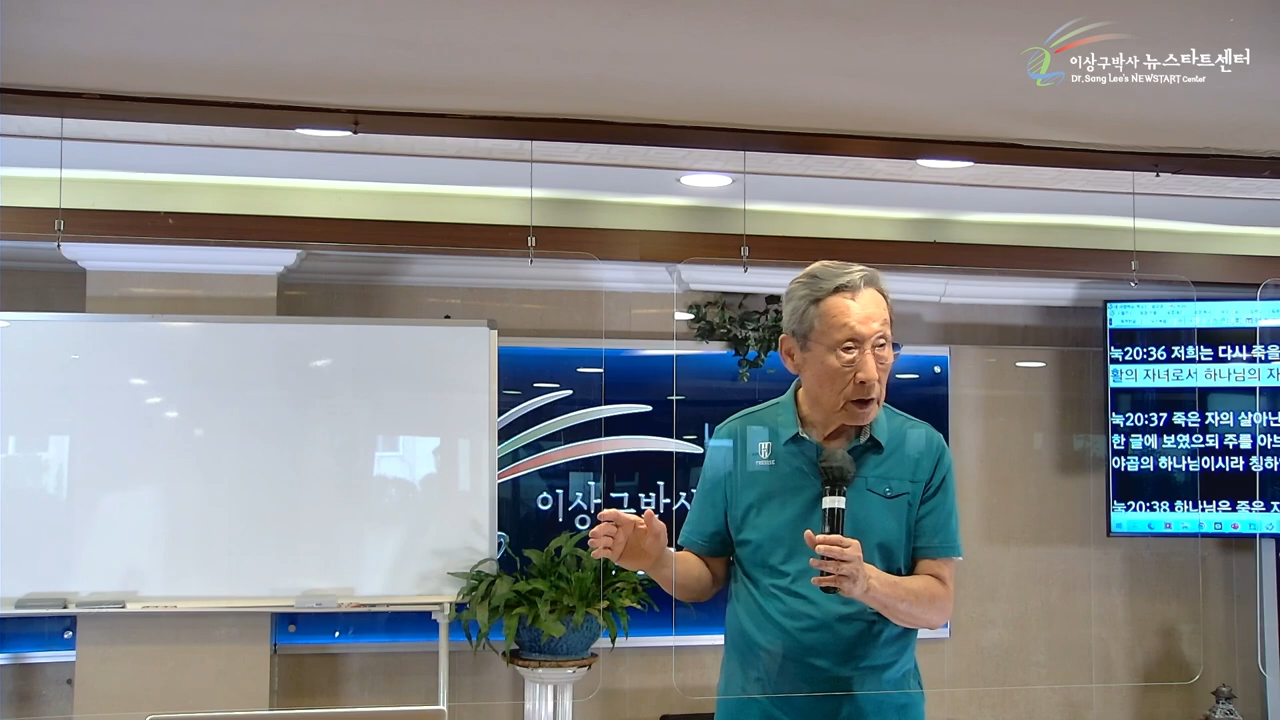 이상구박사 뉴스타트센터
Dr. Sang Lee's NEWSTART Center
이상구박사
눅20:36 저희는 다시 죽을
활의 자녀로서 하나님의 자
눅20:37 죽은 자의 살아난
한 글에 보였으되 주를 아브
야곱의 하나님이시라 칭하
눅20:38 하나님은 죽은 자